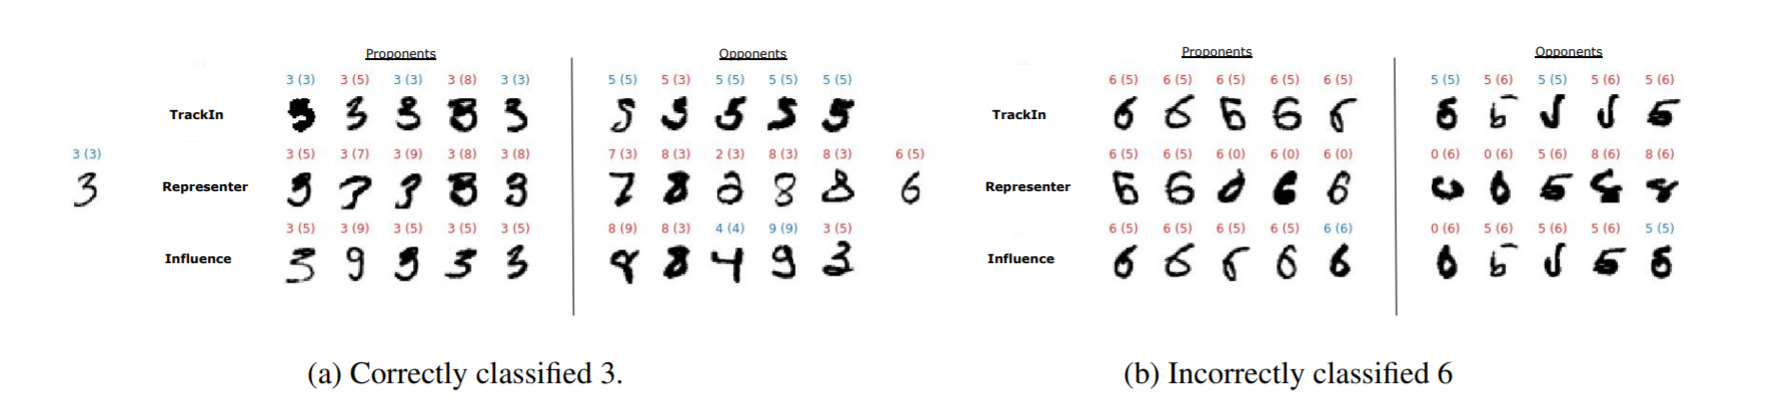 Proponents Opponents
3 (3) 3 (5) 3 (3) 3 (8) 3 (3) 5 (5) 5 (3) 5 (5) 5 (5) 5 (5)
TrackIn
3 (3) 3 (5) 3 (7) 3 (9) 3 (8) 3 (8) 7 (3) 8 (3) 2 (3) 8 (3) 8 (3)
3 Representer
3 (5) 3 (9) 3 (5) 3 (5) 3 (5) 8 (9) 8 (3) 4 (4) 9 (9) 3 (5)
Influence
(a) Correctly classified 3.
Proponents Opponents
6 (5) 6 (5) 6 (5) 6 (5) 6 (5) 5 (5) 5 (6) 5 (5) 5 (6) 5 (6)
TrackIn
6 (5) 6 (5) 6 (5) 6 (0) 6 (0) 6 (0) 0 (6) 0 (6) 5 (6) 8 (6) 8 (6)
6 Representer
6 (5) 6 (5) 6 (5) 6 (5) 6 (6) 0 (6) 5 (6) 5 (6) 5 (6) 5 (5)
Influence
(b) Incorrectly classified 6